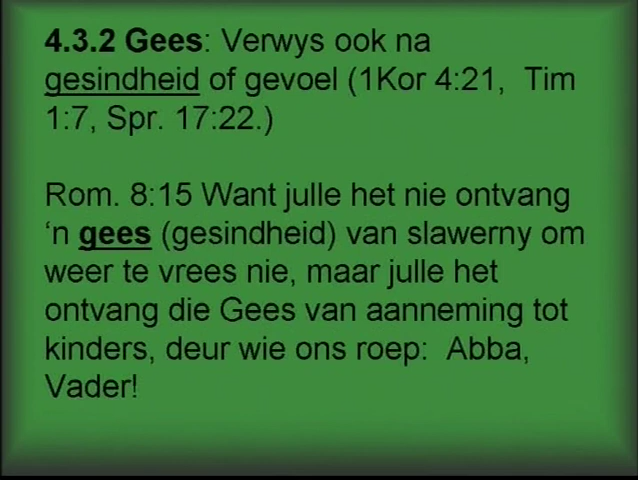 4.3.2 Gees: Verwys ook na
gesindheid of gevoel (1Kor 4:21,  Tim
1:7, Spr. 17:22.)
Rom. 8:15 Want julle het nie ontvang
‘n gees (gesindheid) van slawerny om
weer te vrees nie, maar julle het
ontvang die Gees van aanneming tot
kinders, deur wie ons roep:  Abba,
Vader!